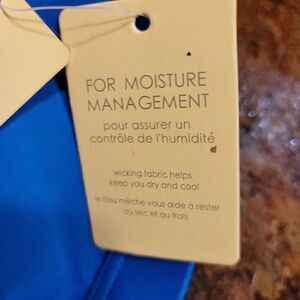 FOR MOISTURE
MANAGEMENT
pour assurer un
contrôle de l'humidité
wicking fabric helps
keep you dry and cool
le tissu mèche vous aide à rester
au sec et au frais